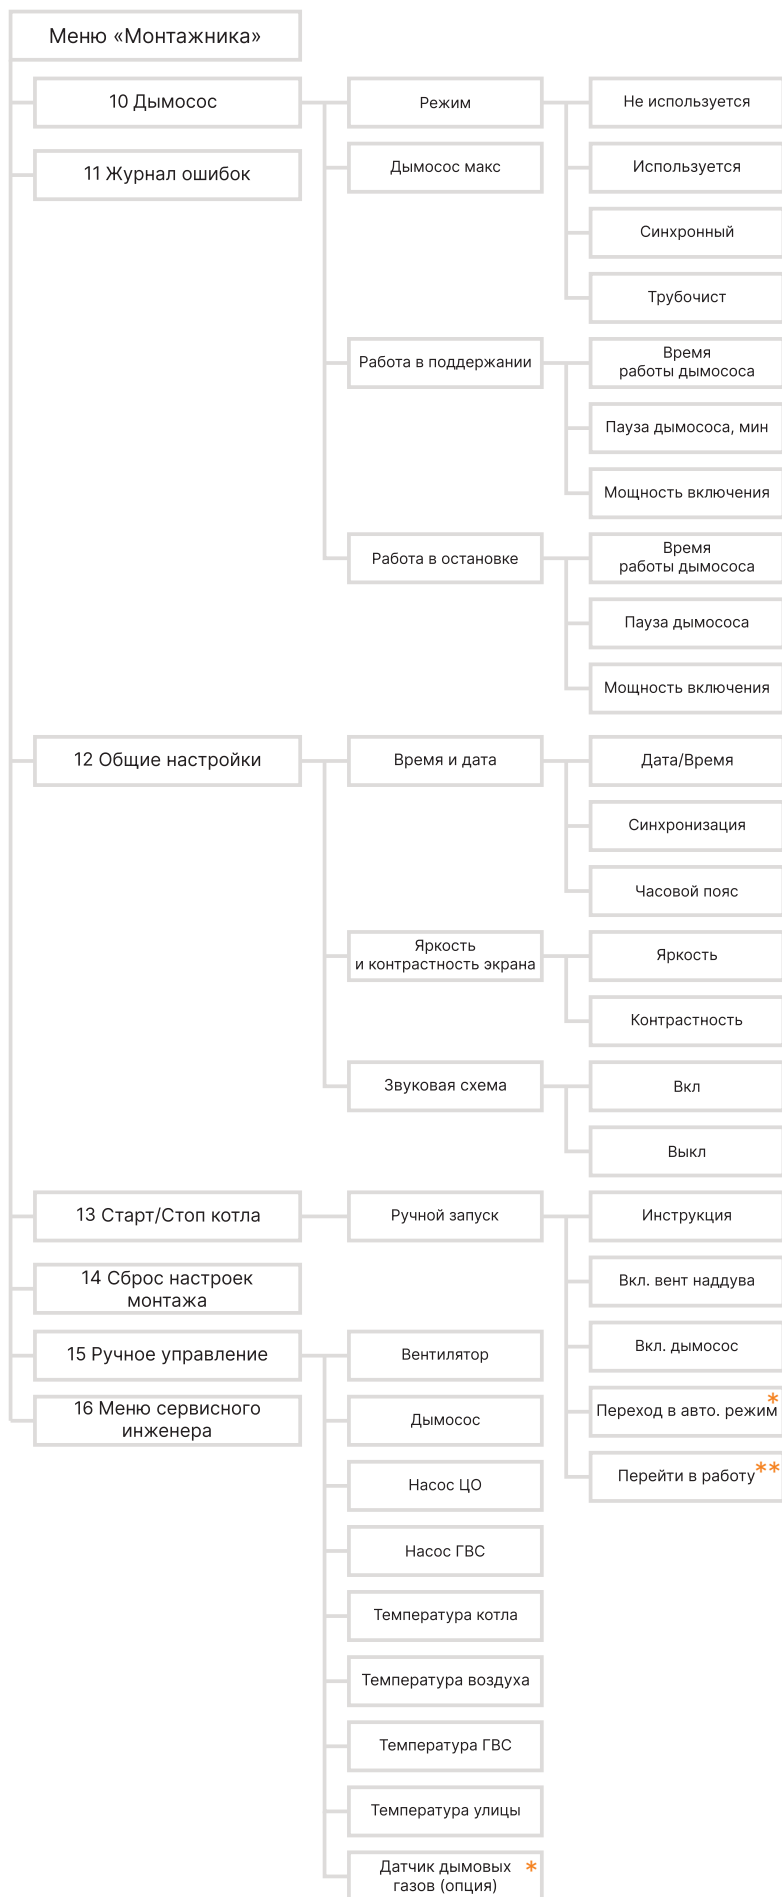 Меню «Монтажника»
10 Дымосос
Режим
Не используется
11 Журнал ошибок
Дымосос макс
Используется
Синхронный
Трубочист
Работа в поддержании
Время
работы дымососа
Пауза дымососа, мин
Мощность включения
Работа в остановке
Время
работы дымососа
Пауза дымососа
Мощность включения
12 Общие настройки
Время и дата
Дата/Время
Синхронизация
Часовой пояс
Яркость
и контрастность экрана
Яркость
Контрастность
Звуковая схема
Вкл
Выкл
13 Старт/Стоп котла
Ручной запуск
Инструкция
14 Сброс настроек
монтажа
Вкл. вент наддува
15 Ручное управление
Вентилятор
Вкл. дымосос
16 Меню сервисного
инженера
Дымосос
Переход в авто. режим *
Насос ЦО
Перейти в работу **
Насос ГВС
Температура котла
Температура воздуха
Температура ГВС
Температура улицы
Датчик дымовых *
газов (опция)